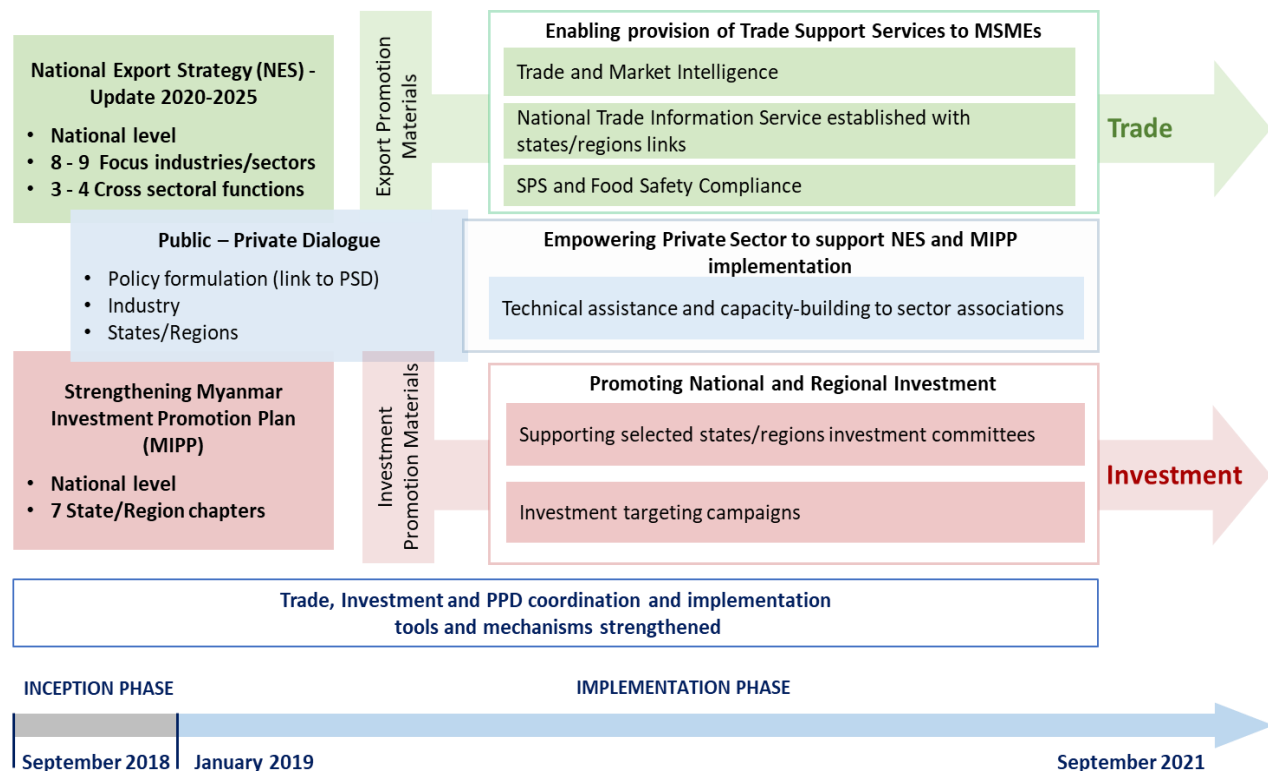 National Export Strategy (NES) -
Update 2020-2025
• National level
• 8 - 9 Focus industries/sectors
• 3 - 4 Cross sectoral functions
Export Promotion
Materials
Enabling provision of Trade Support Services to MSMEs
Trade and Market Intelligence
National Trade Information Service established with
states/regions links
SPS and Food Safety Compliance
Trade
Public – Private Dialogue
• Policy formulation (link to PSD)
• Industry
• States/Regions
Empowering Private Sector to support NES and MIPP
implementation
Technical assistance and capacity-building to sector associations
Strengthening Myanmar
Investment Promotion Plan
(MIPP)
• National level
• 7 State/Region chapters
Investment
Promotion Materials
Promoting National and Regional Investment
Supporting selected states/regions investment committees
Investment targeting campaigns
Investment
Trade, Investment and PPD coordination and implementation
tools and mechanisms strengthened
INCEPTION PHASE
IMPLEMENTATION PHASE
September 2018
January 2019
September 2021